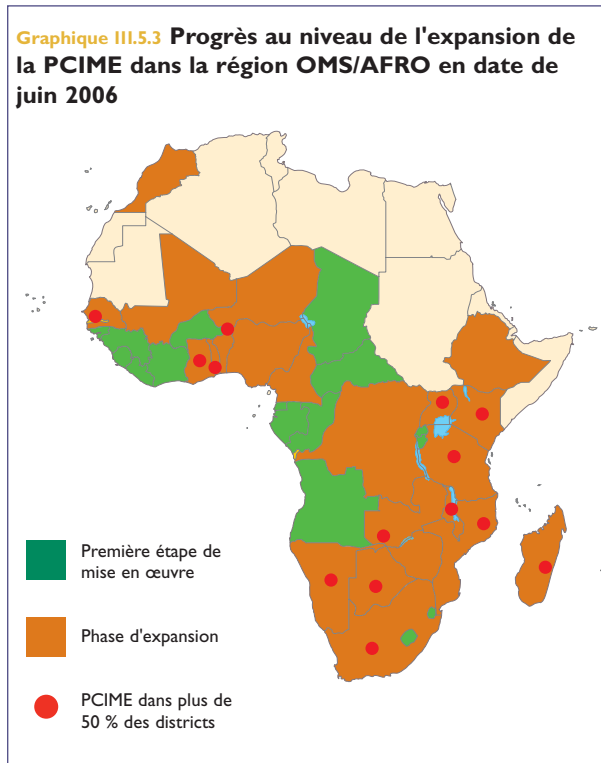 Graphique III.5.3 Progrès au niveau de l'expansion de
la PCIME dans la région OMS/AFRO en date de
juin 2006
Première étape de
mise en œuvre
Phase d'expansion
PCIME dans plus de
50 % des districts